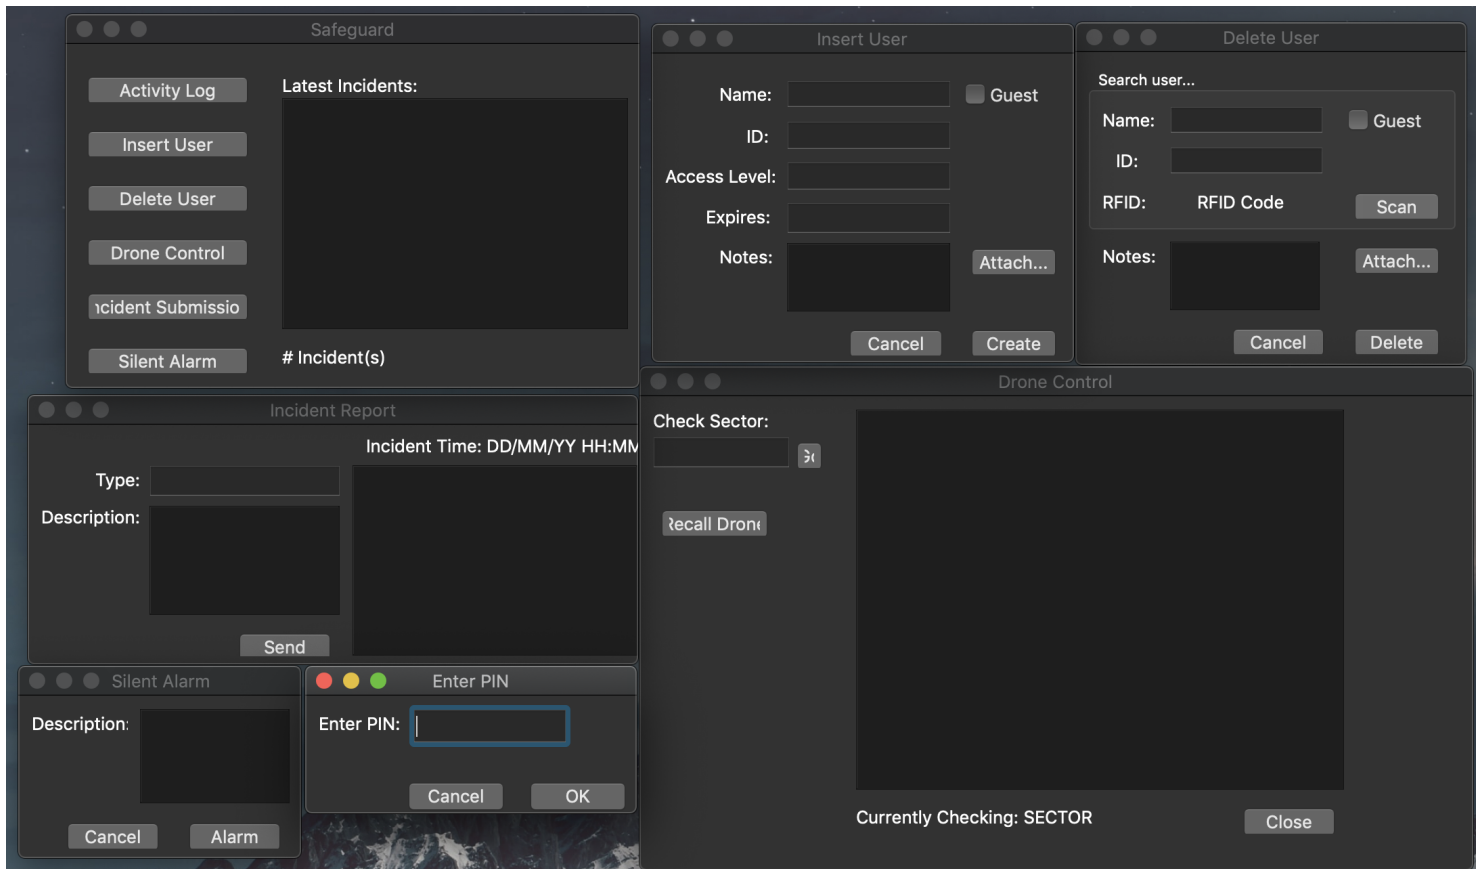 Safeguard
Activity Log
Latest Incidents:
Insert User
Delete User
Drone Control
ncident Submissio
Silent Alarm
# Incident(s)
Insert User
Name:
Guest
ID:
Access Level:
Expires:
Notes:
Attach...
Cancel
Create
Delete User
Search user...
Name:
Guest
ID:
RFID:
RFID Code
Scan
Notes:
Attach...
Cancel
Delete
Incident Report
Incident Time: DD/MM/YY HH:MM
Type:
Description:
Send
Drone Control
Check Sector:
Go
Recall Drone
Currently Checking: SECTOR
Close
Silent Alarm
Description:
Cancel
Alarm
Enter PIN
Enter PIN:
Cancel
OK